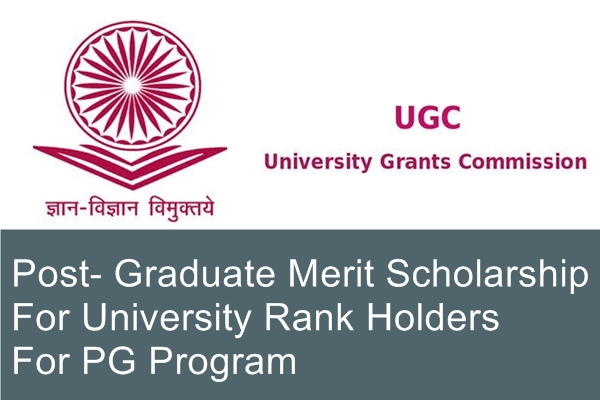 UGC
University Grants Commission
ज्ञान-विज्ञान विमुक्तये
Post- Graduate Merit Scholarship
For University Rank Holders
For PG Program